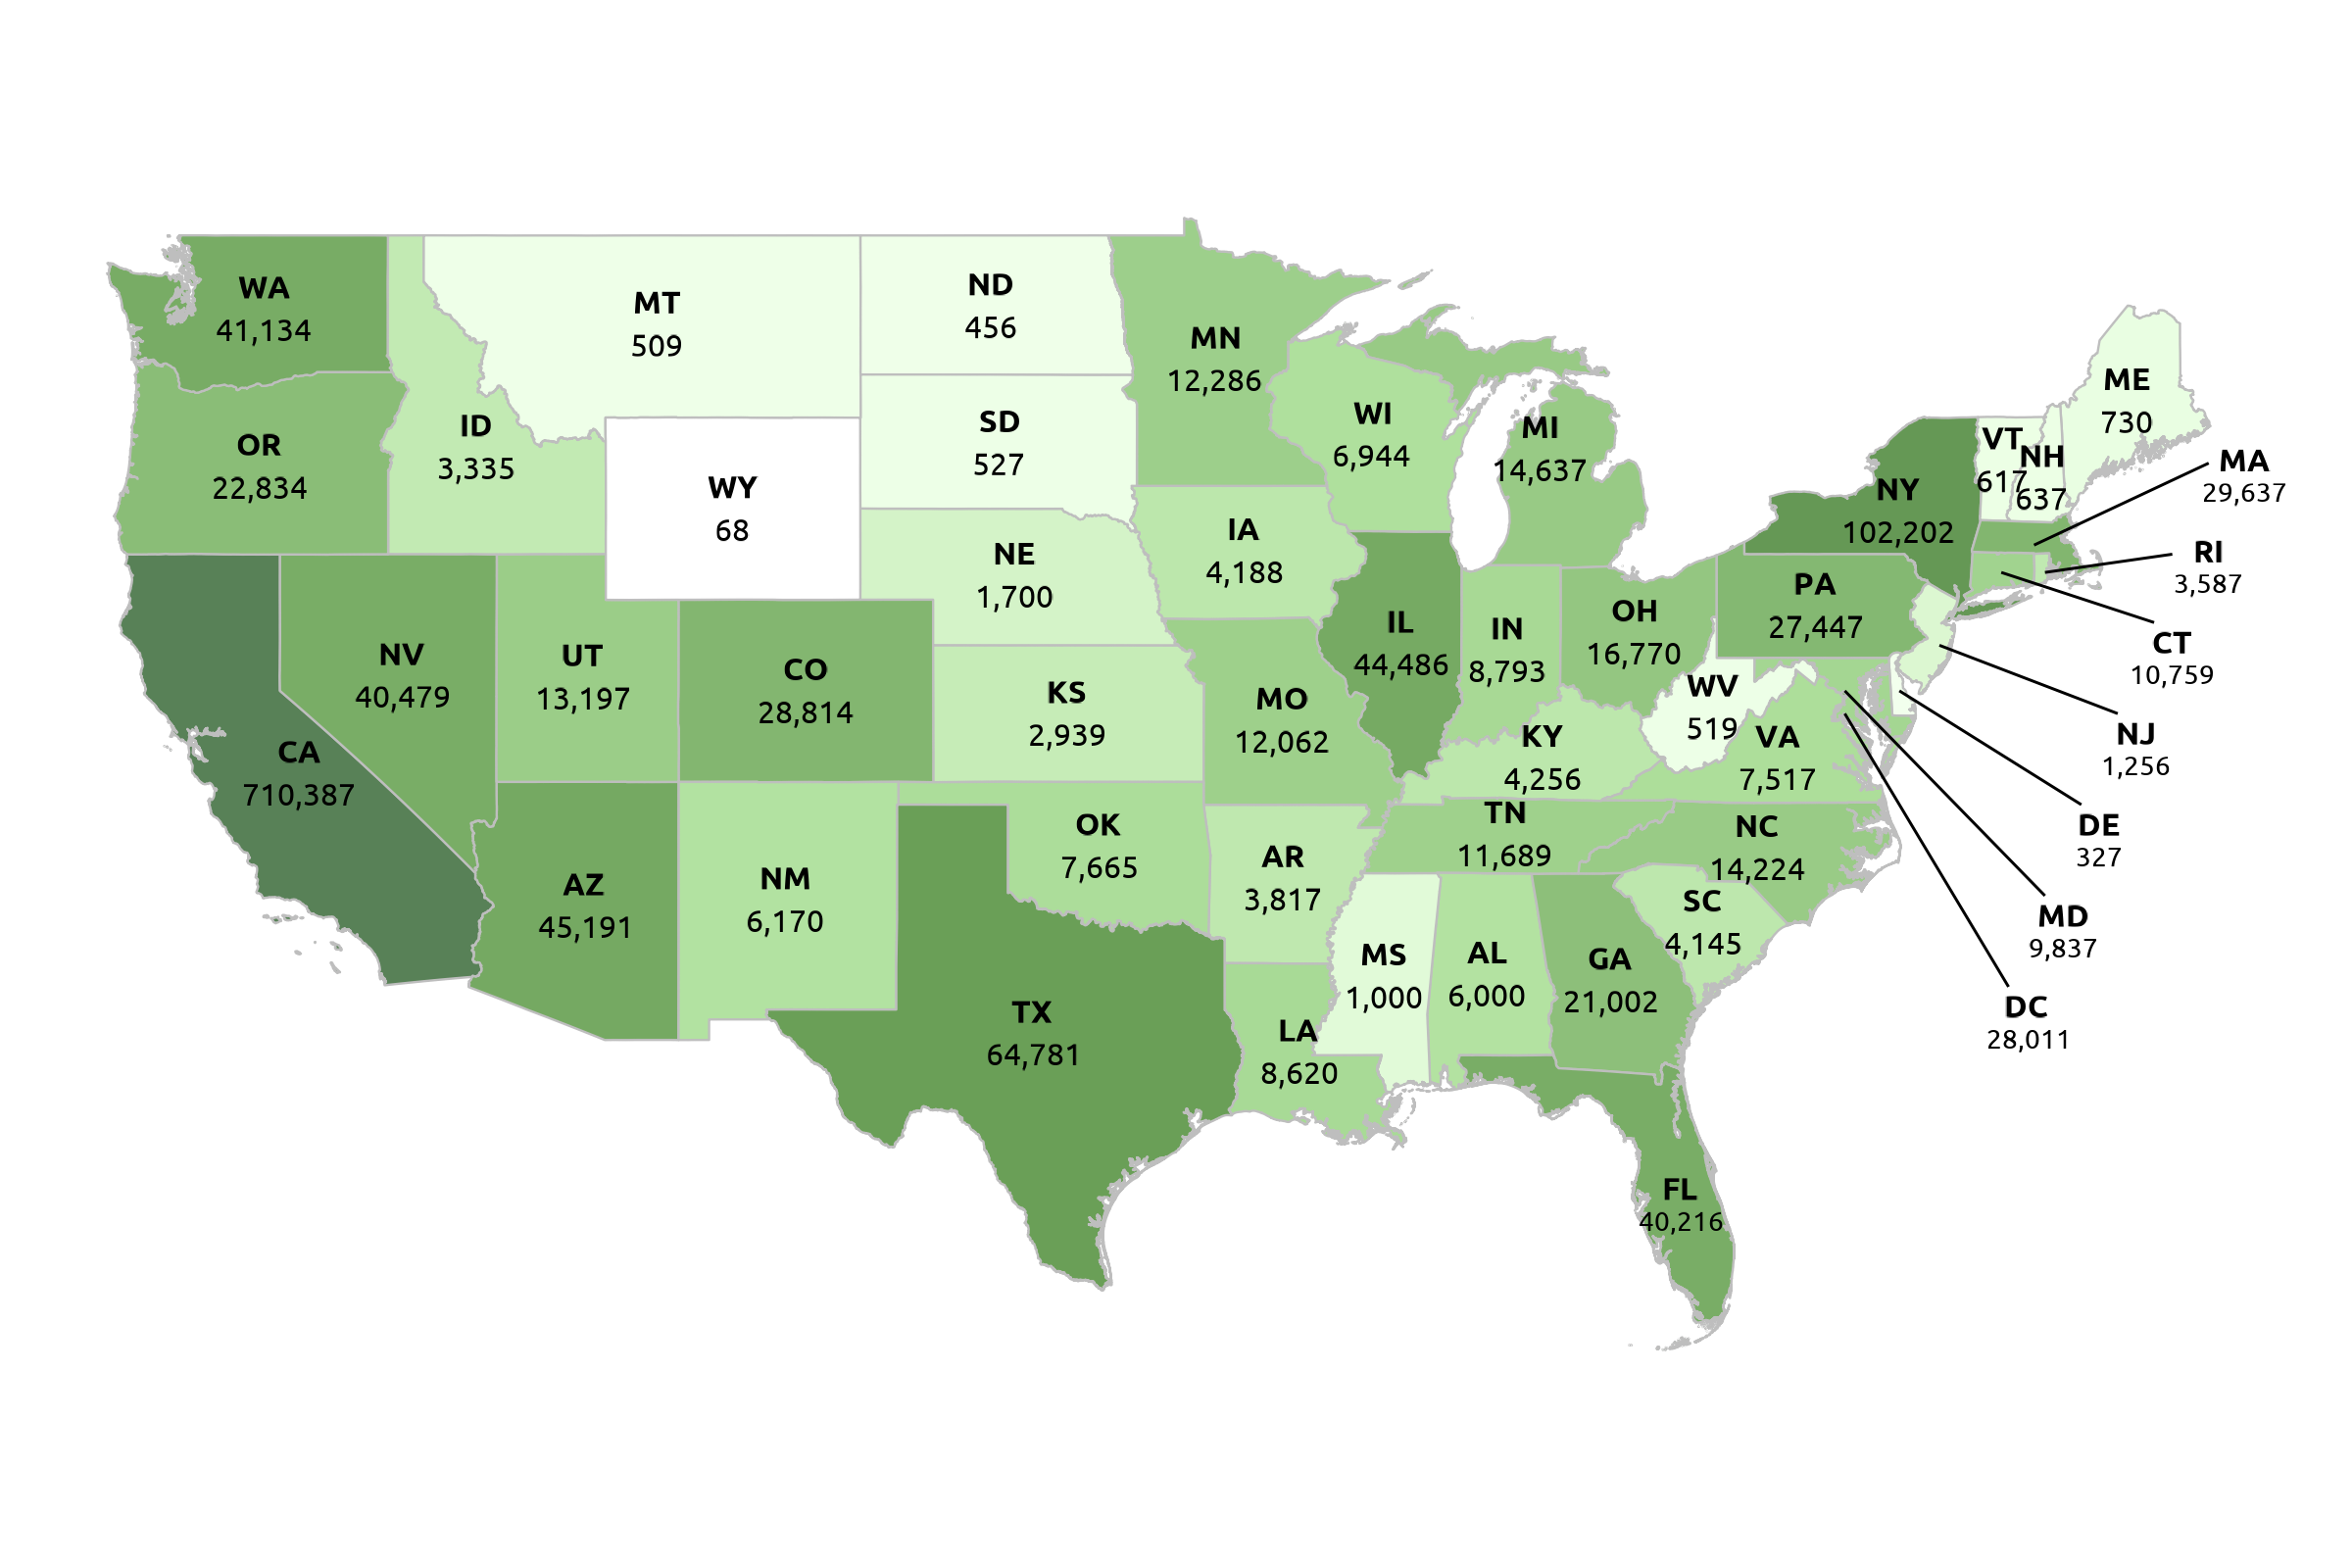 WA
41,134
OR
22,834
ID
3,335
MT
509
WY
68
ND
456
SD
527
NE
1,700
MN
12,286
WI
6,944
MI
14,637
IA
4,188
CA
710,387
NV
40,479
UT
13,197
CO
28,814
KS
2,939
MO
12,062
IL
44,486
IN
8,793
OH
16,770
PA
27,447
NY
102,202
VT
617
NH
637
ME
730
MA
29,637
RI
3,587
CT
10,759
NJ
1,256
DE
327
MD
9,837
DC
28,011
WV
519
VA
7,517
KY
4,256
TN
11,689
NC
14,224
SC
4,145
AZ
45,191
NM
6,170
OK
7,665
AR
3,817
TX
64,781
LA
8,620
MS
1,000
AL
6,000
GA
21,002
FL
40,216